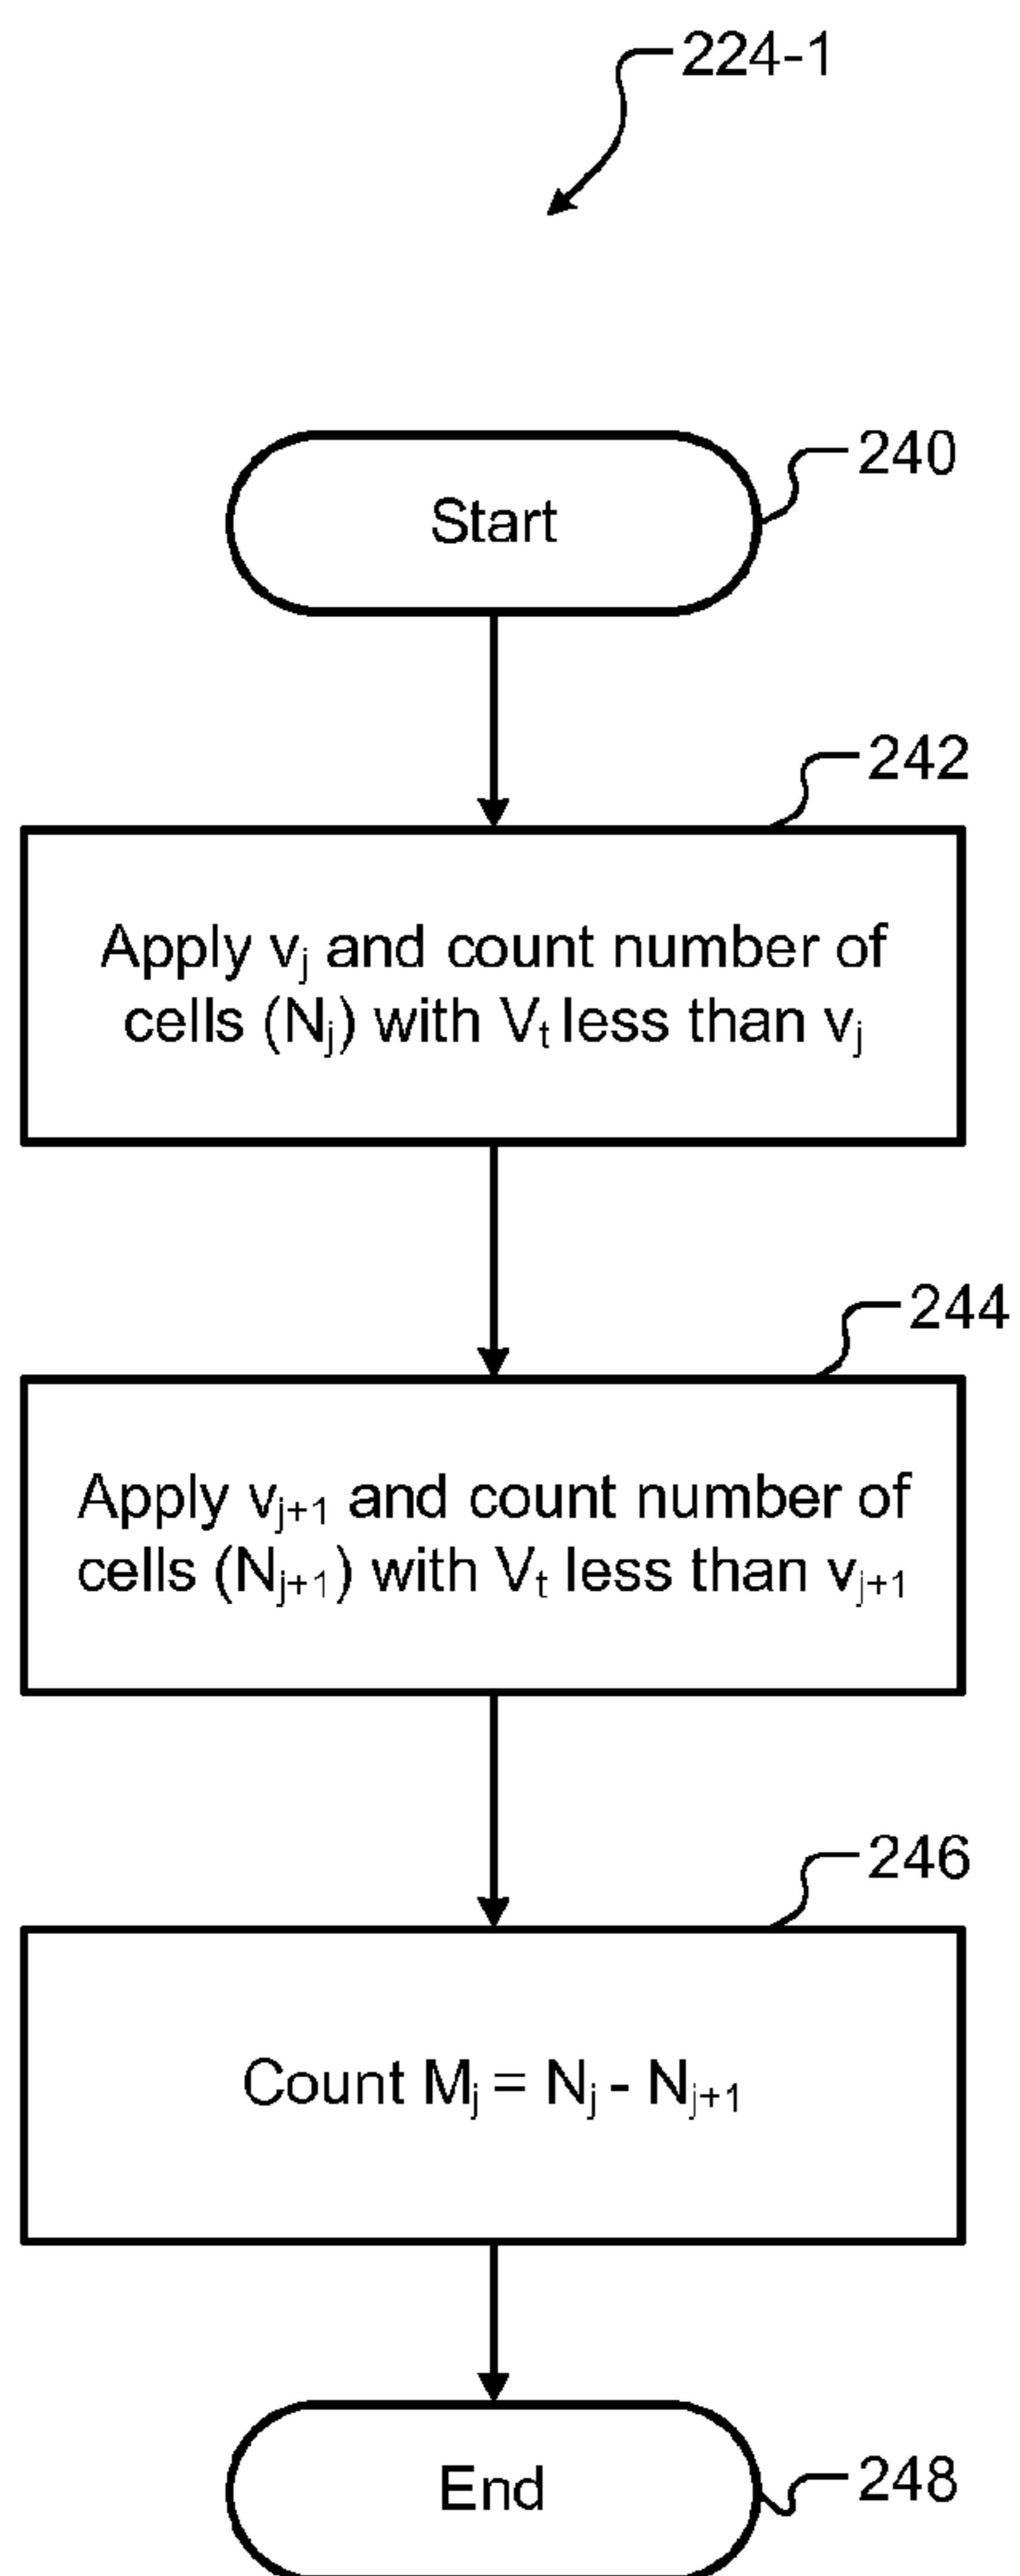 224-1
240
Start
242
Apply vⱼ and count number of
cells (Nⱼ) with Vₜ less than vⱼ
244
Apply vⱼ₊₁ and count number of
cells (Nⱼ₊₁) with Vₜ less than vⱼ₊₁
246
Count Mⱼ = Nⱼ - Nⱼ₊₁
End
248